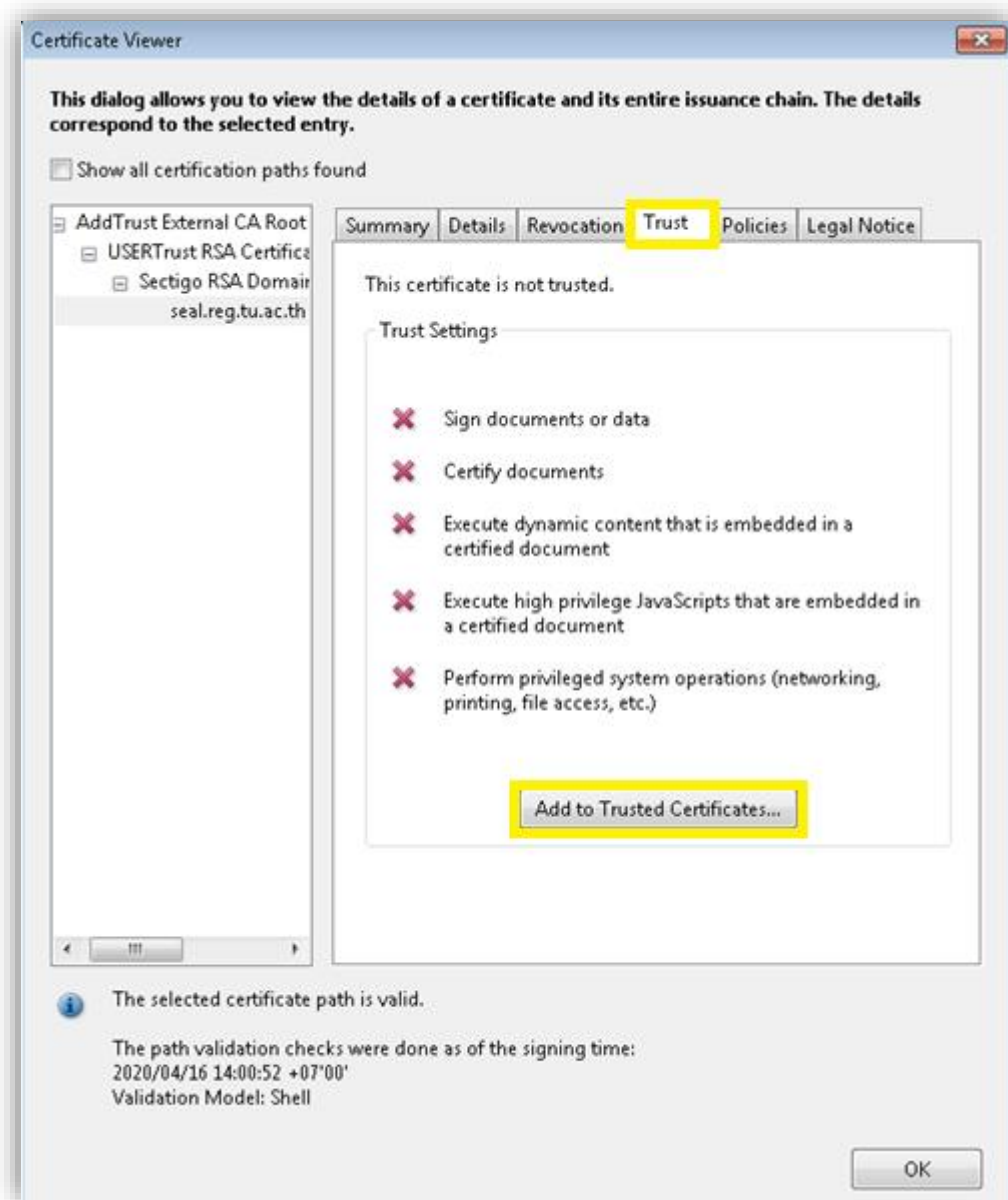 Certificate Viewer
This dialog allows you to view the details of a certificate and its entire issuance chain. The details
correspond to the selected entry.
Show all certification paths found
AddTrust External CA Root
USERTrust RSA Certifica
Sectigo RSA Domain
seal.reg.tu.ac.th
Summary Details Revocation Trust Policies Legal Notice
This certificate is not trusted.
Trust Settings
Sign documents or data
Certify documents
Execute dynamic content that is embedded in a
certified document
Execute high privilege JavaScripts that are embedded in
a certified document
Perform privileged system operations (networking,
printing, file access, etc.)
Add to Trusted Certificates...
The selected certificate path is valid.
The path validation checks were done as of the signing time:
2020/04/16 14:00:52 +07'00'
Validation Model: Shell
OK